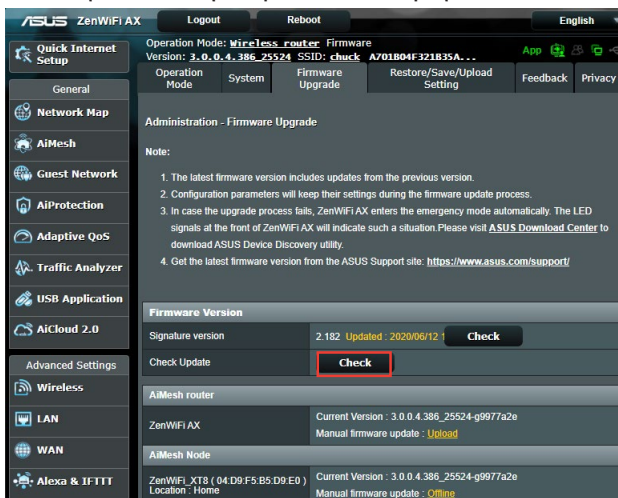 ASUS ZenWiFi AX Logout Reboot English
Quick Internet Setup
General
Network Map
AiMesh
Guest Network
AiProtection
Adaptive QoS
Traffic Analyzer
USB Application
AiCloud 2.0
Advanced Settings
Wireless
LAN
WAN
Alexa & IFTTT
Operation Mode: Wireless router Firmware
Version: 3.0.0.4.386_25524 SSID: chuck A701B04F321B35A...
App
Operation Mode System Firmware Upgrade Restore/Save/Upload Setting Feedback Privacy
Administration - Firmware Upgrade
Note:
1. The latest firmware version includes updates from the previous version.
2. Configuration parameters will keep their settings during the firmware update process.
3. In case the upgrade process fails, ZenWiFi AX enters the emergency mode automatically. The LED
signals at the front of ZenWiFi AX will indicate such a situation.Please visit ASUS Download Center to
download ASUS Device Discovery utility.
4. Get the latest firmware version from the ASUS Support site: https://www.asus.com/support/
Firmware Version
Signature version 2.182 Updated : 2020/06/12 1 Check
Check Update Check
AiMesh router
ZenWiFi AX
Current Version : 3.0.0.4.386_25524-g9977a2e
Manual firmware update : Upload
AiMesh Node
ZenWiFi_XT8 ( 04:D9:F5:B5:D9:E0 )
Location : Home
Current Version : 3.0.0.4.386_25524-g9977a2e
Manual firmware update : Offline